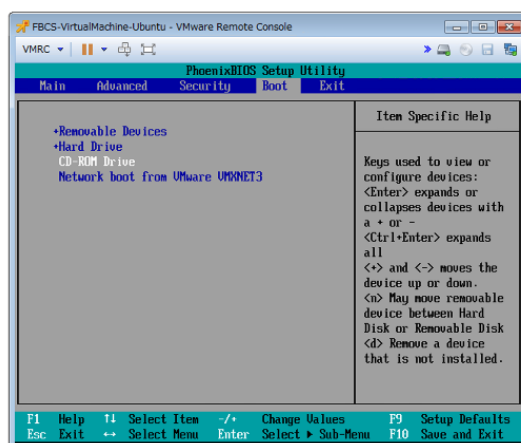 FBCS-VirtualMachine-Ubuntu - VMware Remote Console
VMRC
PhoenixBIOS Setup Utility
Main Advanced Security Boot Exit
+Removable Devices
+Hard Drive
CD-ROM Drive
Network boot from VMware VMXNET3
Item Specific Help
Keys used to view or
configure devices:
<Enter> expands or
collapses devices with
a + or -
<Ctrl+Enter> expands
all
<+> and <-> moves the
device up or down.
<n> May move removable
device between Hard
Disk or Removable Disk
<d> Remove a device
that is not installed.
F1 Help ↑↓ Select Item -/+ Change Values F9 Setup Defaults
Esc Exit ↔ Select Menu Enter Select ▶ Sub-Menu F10 Save and Exit